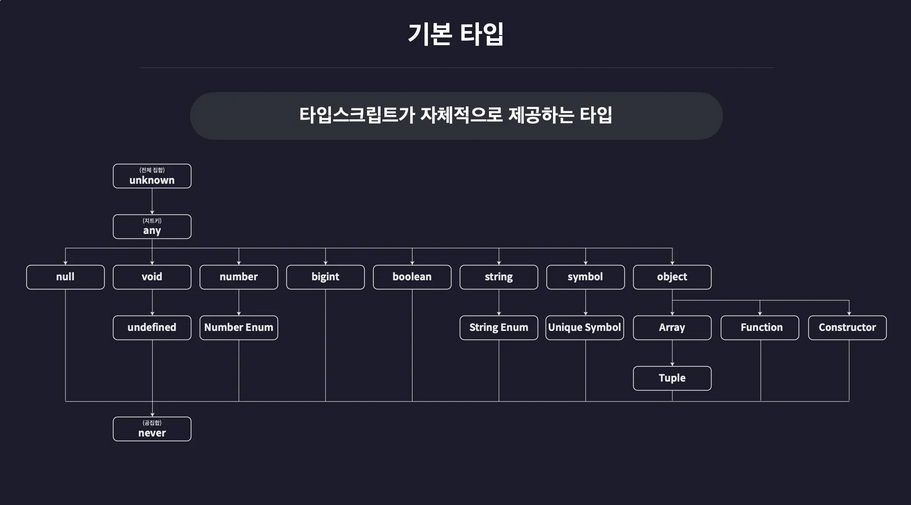 기본 타입
타입스크립트가 자체적으로 제공하는 타입
(전체 집합)
unknown
(치트키)
any
null
void
number
bigint
boolean
string
symbol
object
undefined
Number Enum
String Enum
Unique Symbol
Array
Function
Constructor
Tuple
(공집합)
never